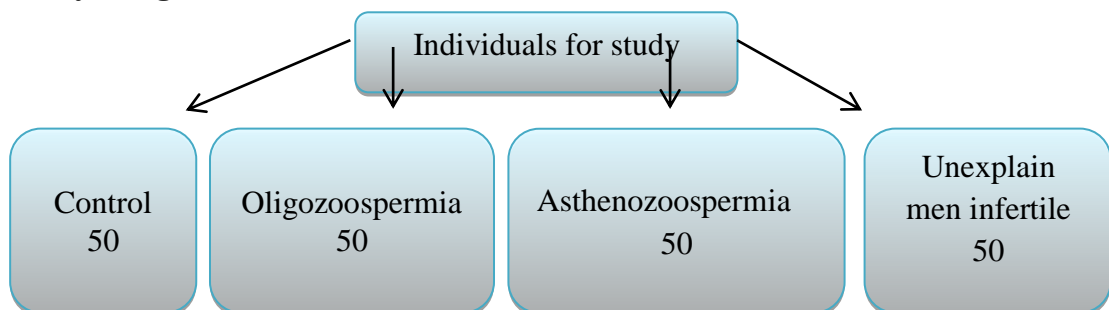 Individuals for study
Control
50
Oligozoospermia
50
Asthenozoospermia
50
Unexplain
men infertile
50